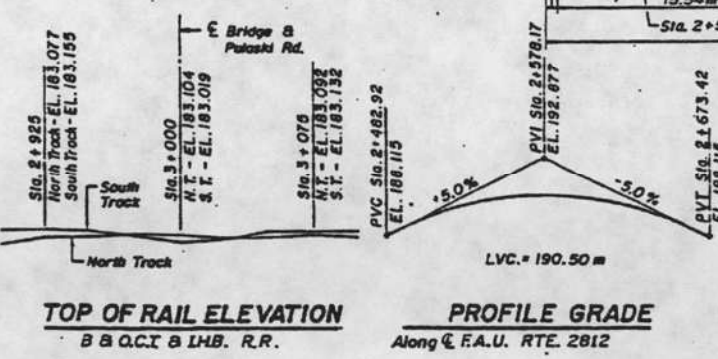 Sta. 2+925
North Track - EL. 183.077
South Track - EL. 183.155
℄ Bridge &
Pulaski Rd.
Sta. 3+000
N.T. - EL. 183.104
S.T. - EL. 183.019
Sta. 3+075
N.T. - EL. 183.092
S.T. - EL. 183.132
South
Track
North Track
TOP OF RAIL ELEVATION
B & O.C.T. & I.H.B. R.R.
Sta. 2+
PVC Sta. 2+482.92
EL. 188.115
+5.0%
PVI Sta. 2+578.17
EL. 192.877
-5.0%
PVT Sta. 2+673.42
LVC.= 190.50 m
PROFILE GRADE
Along ℄ F.A.U. RTE. 2812